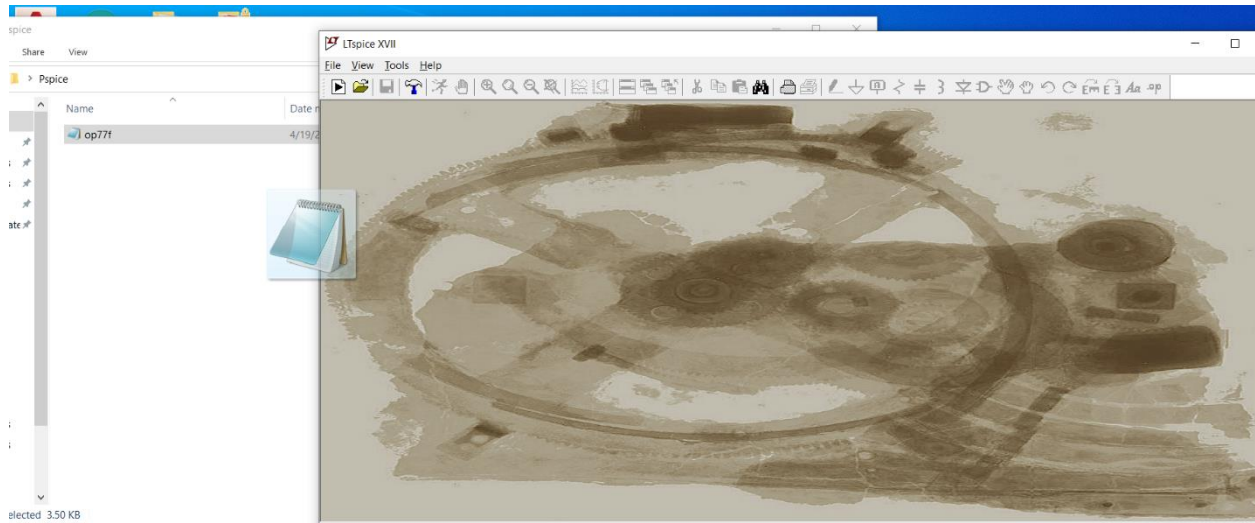 spice
Share View
> Pspice
Name Date
op77f 4/19/2
ate
elected 3.50 KB
LTspice XVII
File View Tools Help